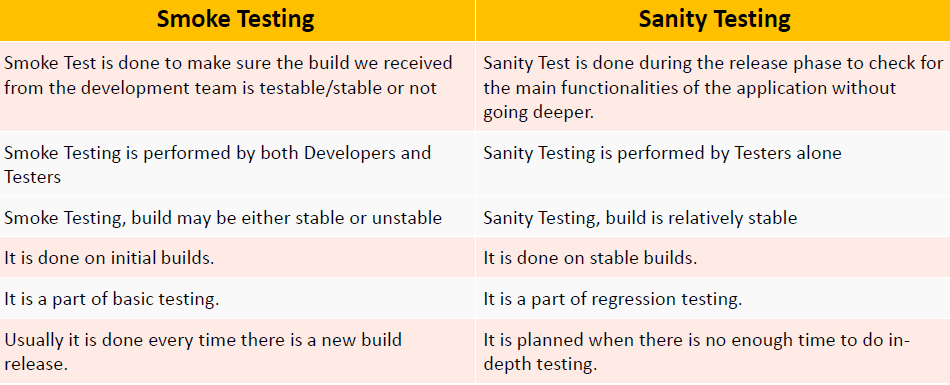 Smoke Testing
Sanity Testing
Smoke Test is done to make sure the build we received
from the development team is testable/stable or not
Sanity Test is done during the release phase to check for
the main functionalities of the application without
going deeper.
Smoke Testing is performed by both Developers and
Testers
Sanity Testing is performed by Testers alone
Smoke Testing, build may be either stable or unstable
Sanity Testing, build is relatively stable
It is done on initial builds.
It is done on stable builds.
It is a part of basic testing.
It is a part of regression testing.
Usually it is done every time there is a new build
release.
It is planned when there is no enough time to do in-
depth testing.